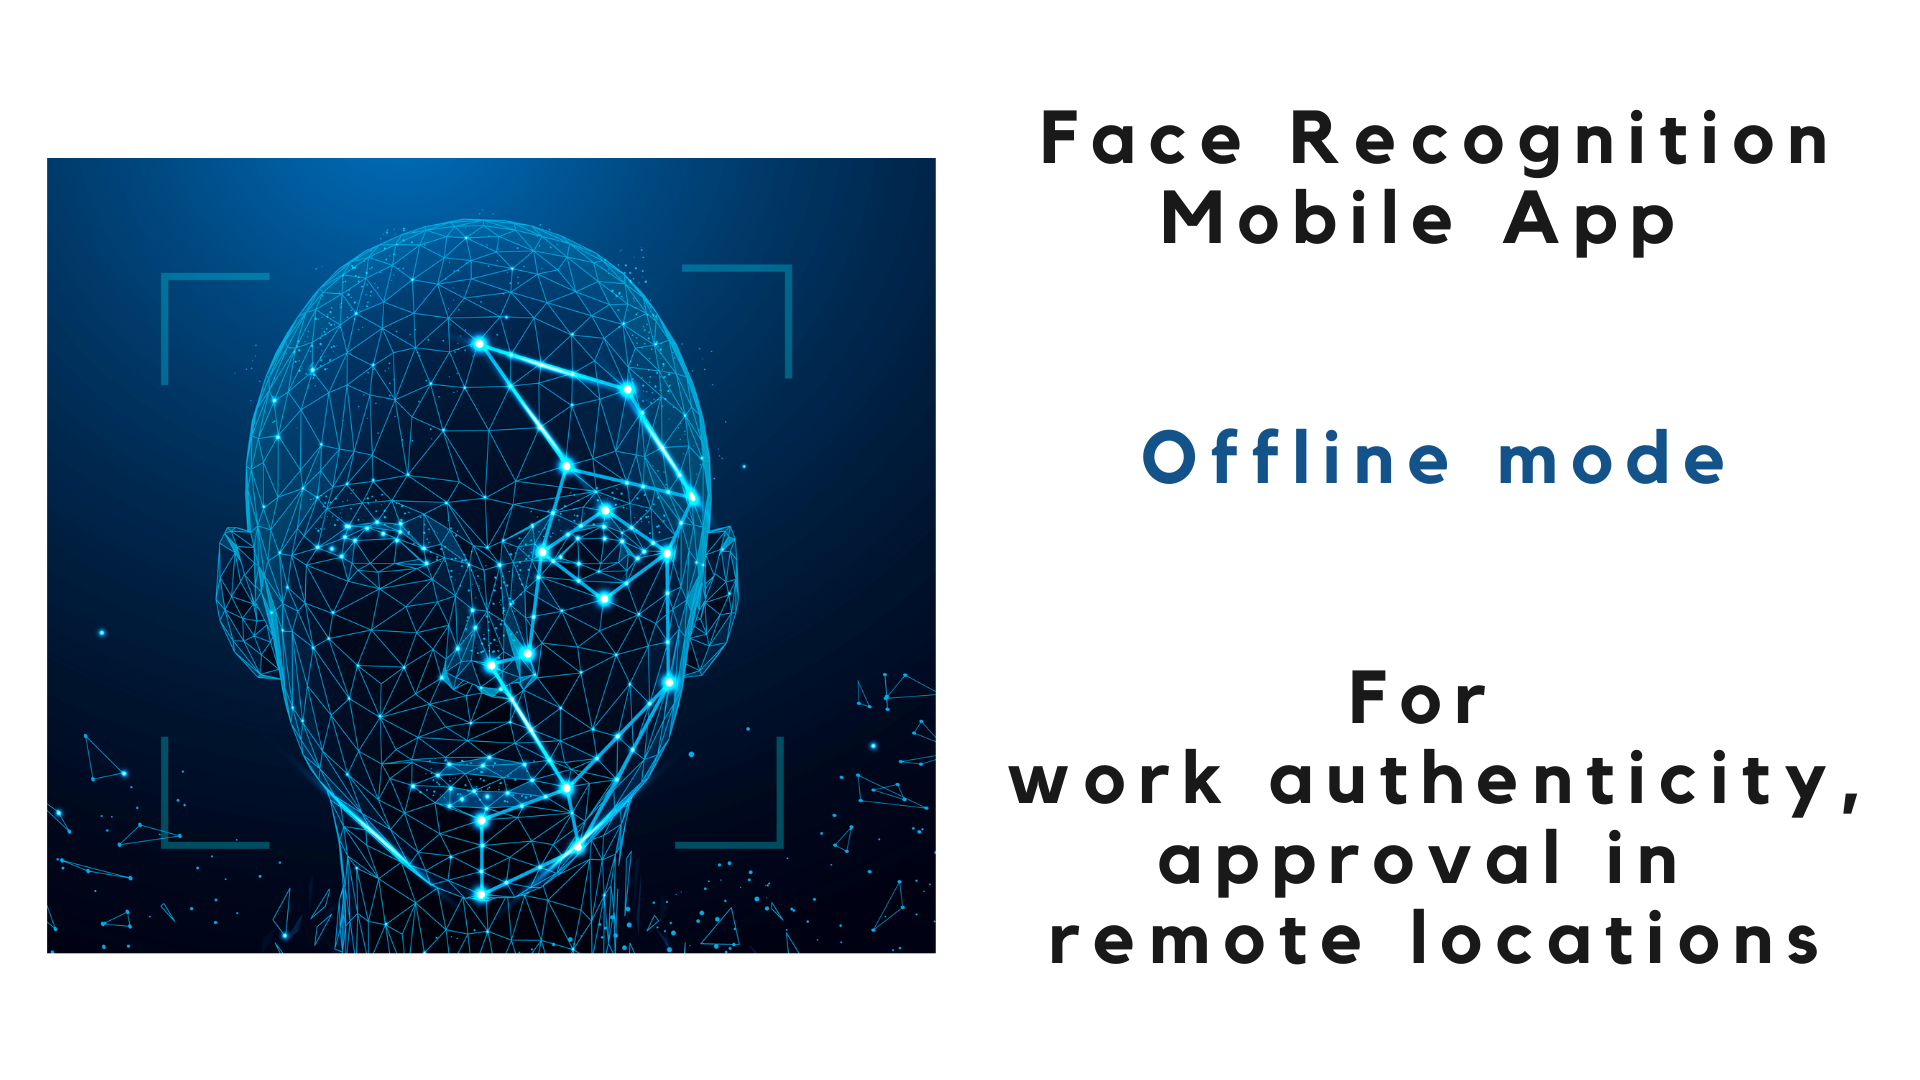 Face Recognition
Mobile App
Offline mode
For
work authenticity,
approval in
remote locations